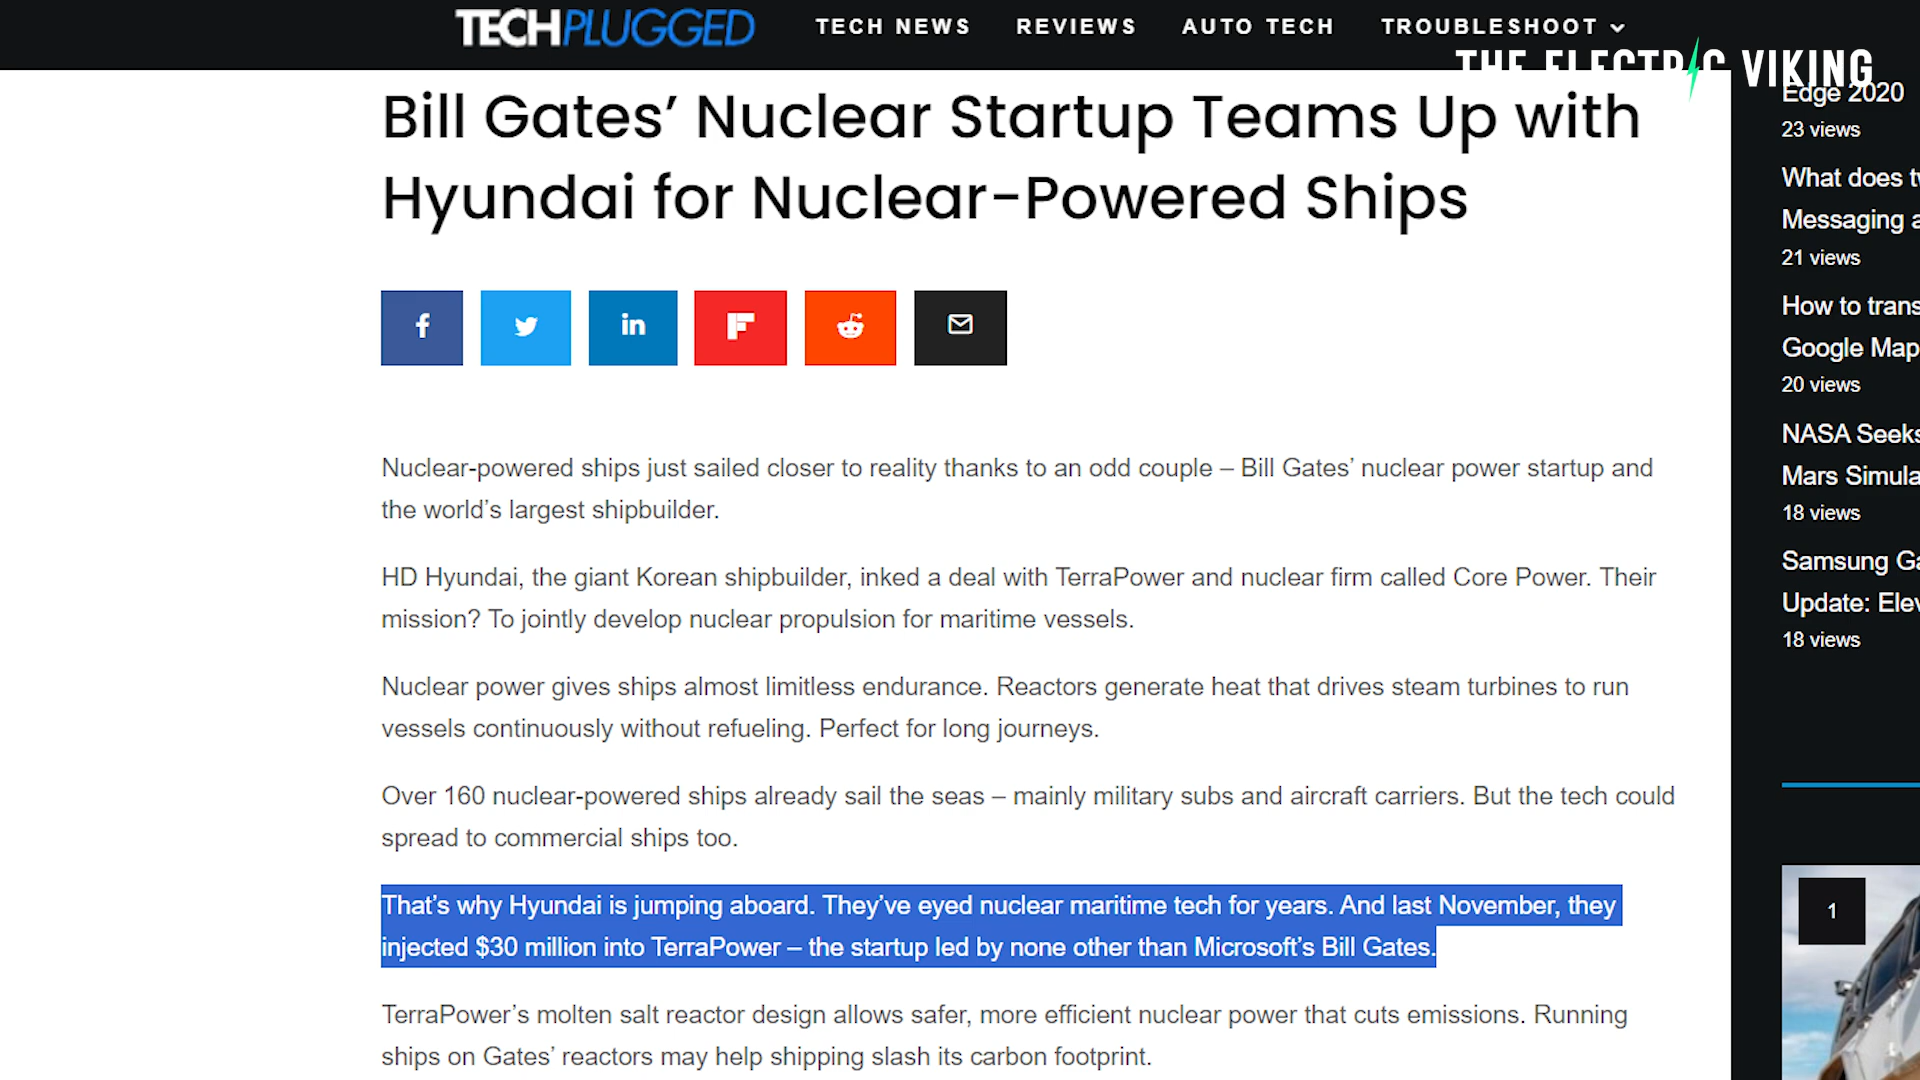 TECHPLUGGED
TECH NEWS
REVIEWS
AUTO TECH
TROUBLESHOOT
THE ELECTRIC VIKING
Bill Gates’ Nuclear Startup Teams Up with
Hyundai for Nuclear-Powered Ships
Nuclear-powered ships just sailed closer to reality thanks to an odd couple – Bill Gates’ nuclear power startup and
the world’s largest shipbuilder.
HD Hyundai, the giant Korean shipbuilder, inked a deal with TerraPower and nuclear firm called Core Power. Their
mission? To jointly develop nuclear propulsion for maritime vessels.
Nuclear power gives ships almost limitless endurance. Reactors generate heat that drives steam turbines to run
vessels continuously without refueling. Perfect for long journeys.
Over 160 nuclear-powered ships already sail the seas – mainly military subs and aircraft carriers. But the tech could
spread to commercial ships too.
That’s why Hyundai is jumping aboard. They’ve eyed nuclear maritime tech for years. And last November, they
injected $30 million into TerraPower – the startup led by none other than Microsoft’s Bill Gates.
TerraPower’s molten salt reactor design allows safer, more efficient nuclear power that cuts emissions. Running
ships on Gates’ reactors may help shipping slash its carbon footprint.
Edge 2020
23 views
What does
Messaging
21 views
How to
Google
20 views
NASA
Mars
18 views
Samsung
Update:
18 views
1